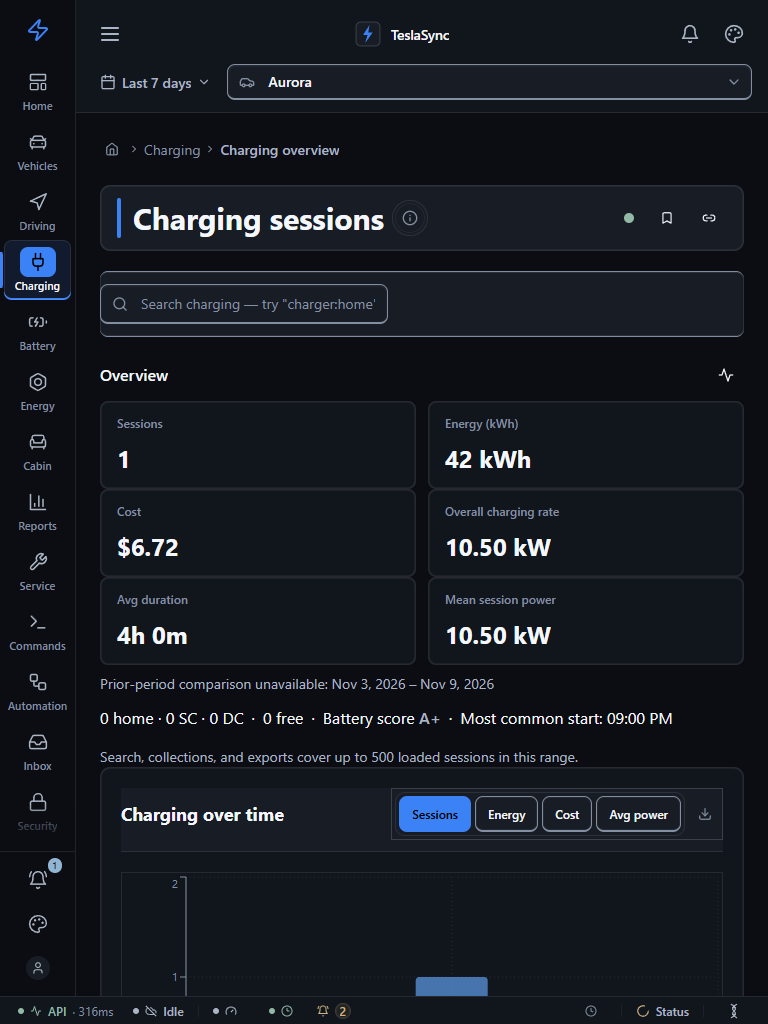 TeslaSync
Last 7 days
Aurora
Home
Vehicles
Driving
Charging
Battery
Energy
Cabin
Reports
Service
Commands
Automation
Inbox
Security
1
Charging
Charging overview
Charging sessions
Search charging — try "charger:home'
Overview
Sessions
1
Energy (kWh)
42 kWh
Cost
$6.72
Overall charging rate
10.50 kW
Avg duration
4h 0m
Mean session power
10.50 kW
Prior-period comparison unavailable: Nov 3, 2026 – Nov 9, 2026
0 home · 0 SC · 0 DC · 0 free · Battery score A+ · Most common start: 09:00 PM
Search, collections, and exports cover up to 500 loaded sessions in this range.
Charging over time
Sessions
Energy
Cost
Avg power
2
1
API · 316ms
Idle
2
Status